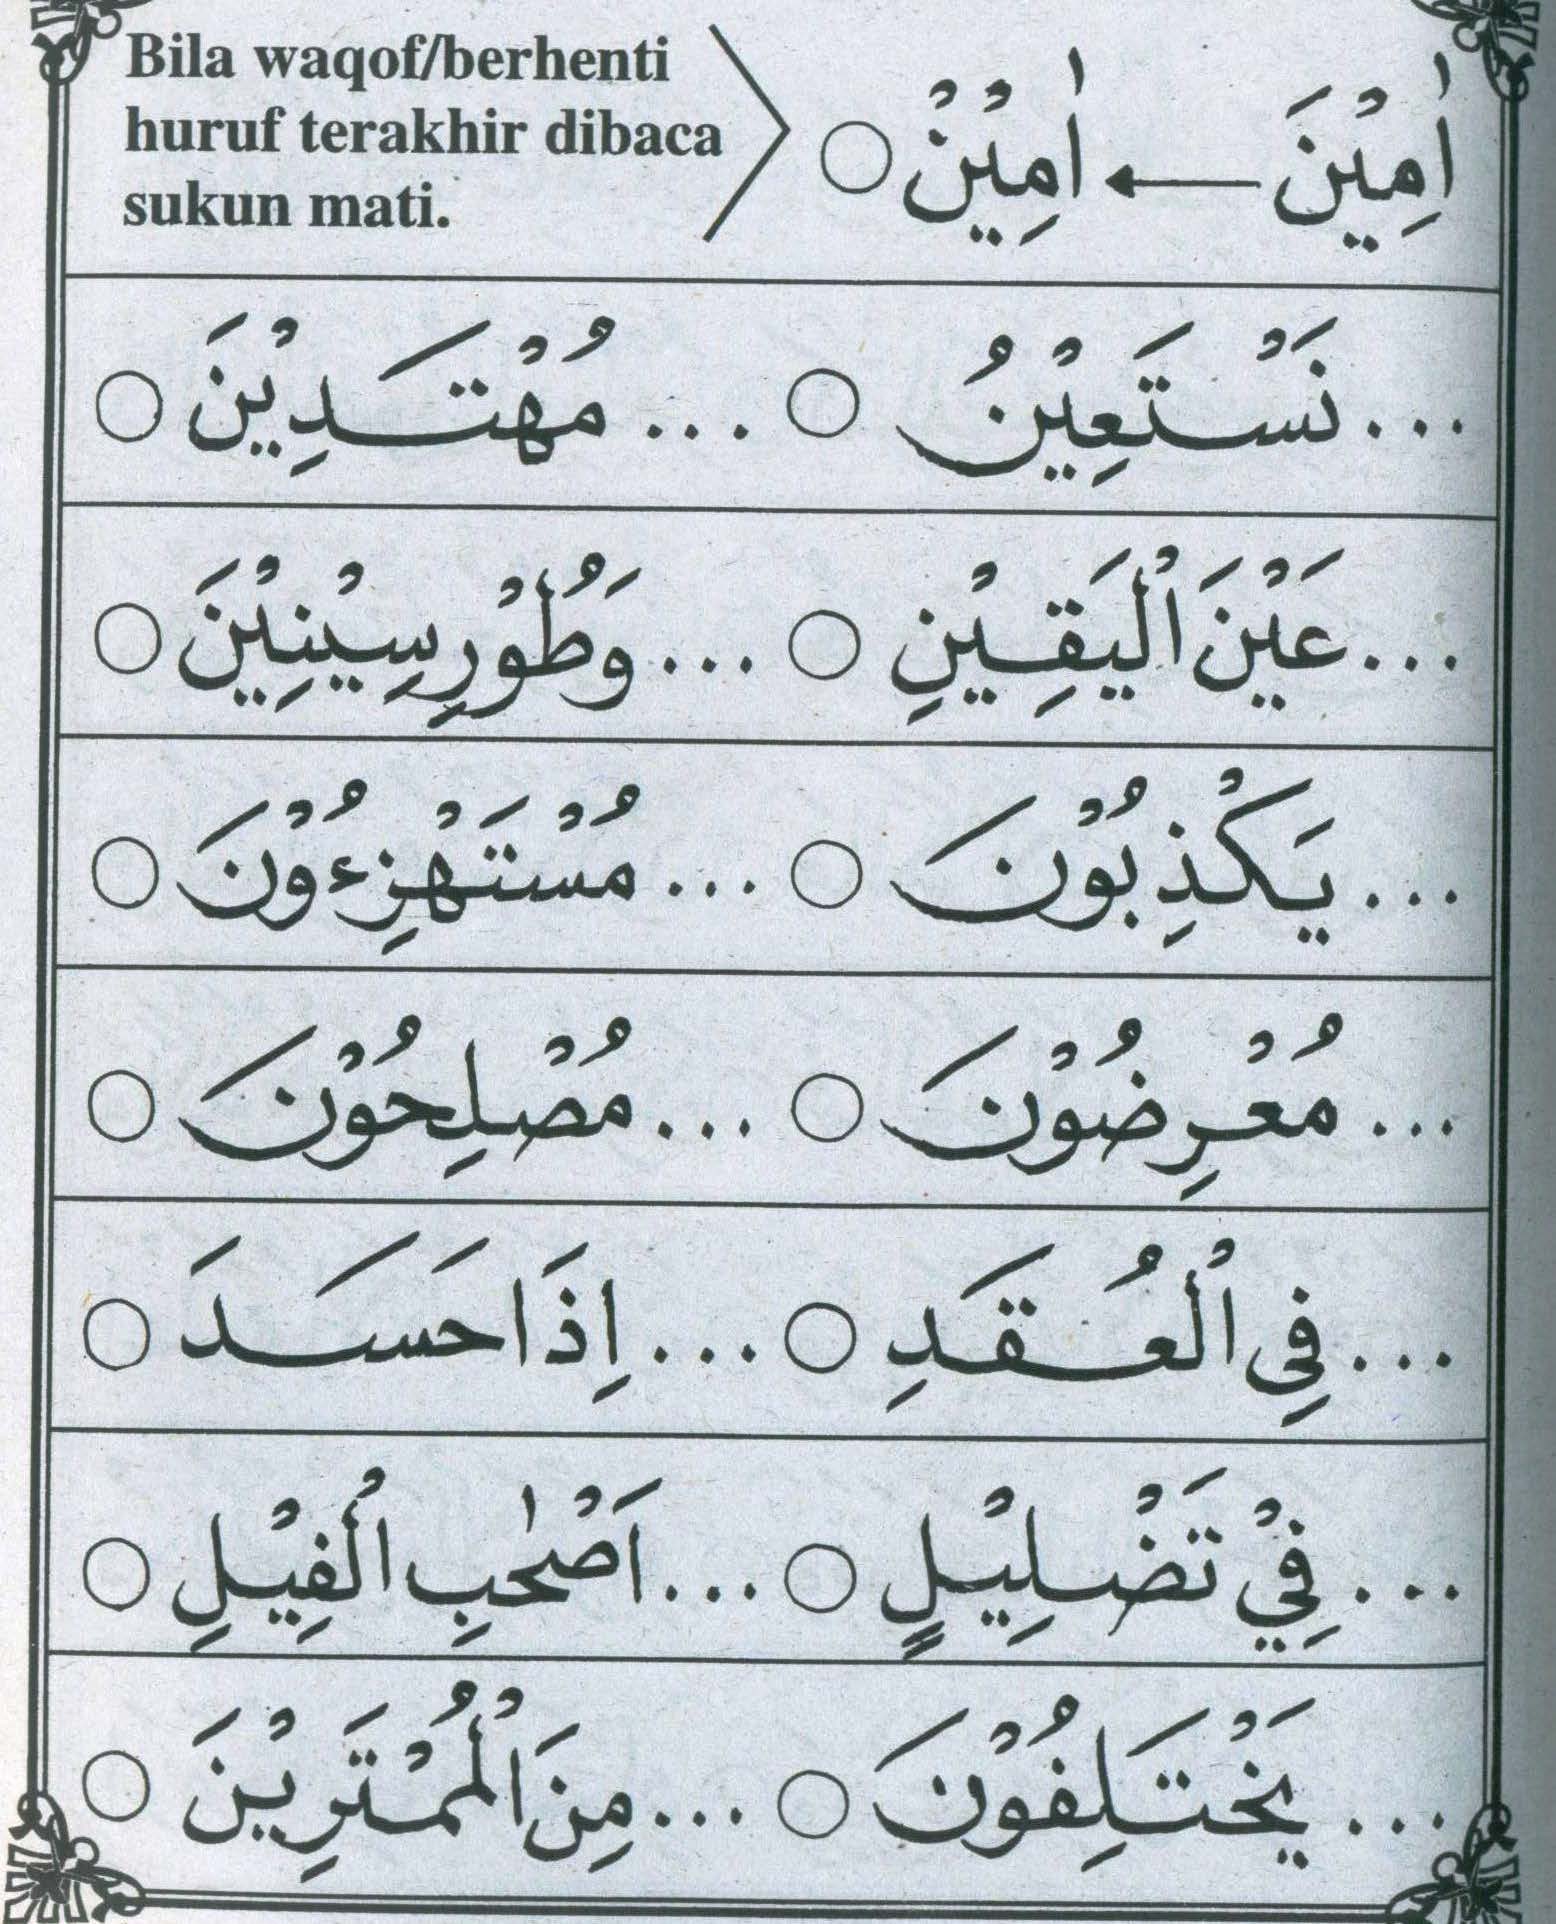 Bila waqof/berhenti
huruf terakhir dibaca
sukun mati.
اٰمِيْنَ ← اٰمِيْنْ ○
...نَسْتَعِيْنُ ○ ...مُهْتَدِيْنَ ○
...عَيْنَ الْيَقِيْنِ ○ ...وَطُوْرِسِيْنِيْنَ ○
...يَكْذِبُوْنَ ○ ...مُسْتَهْزِءُوْنَ ○
...مُعْرِضُوْنَ ○ ...مُصْلِحُوْنَ ○
...فِى الْعُقَدِ ○ ...اِذَا حَسَدَ ○
...فِيْ تَضْلِيْلٍ ○ ...اَصْحٰبِ الْفِيْلِ ○
...يَخْتَلِفُوْنَ ○ ...مِنَ الْمُمْتَرِيْنَ ○